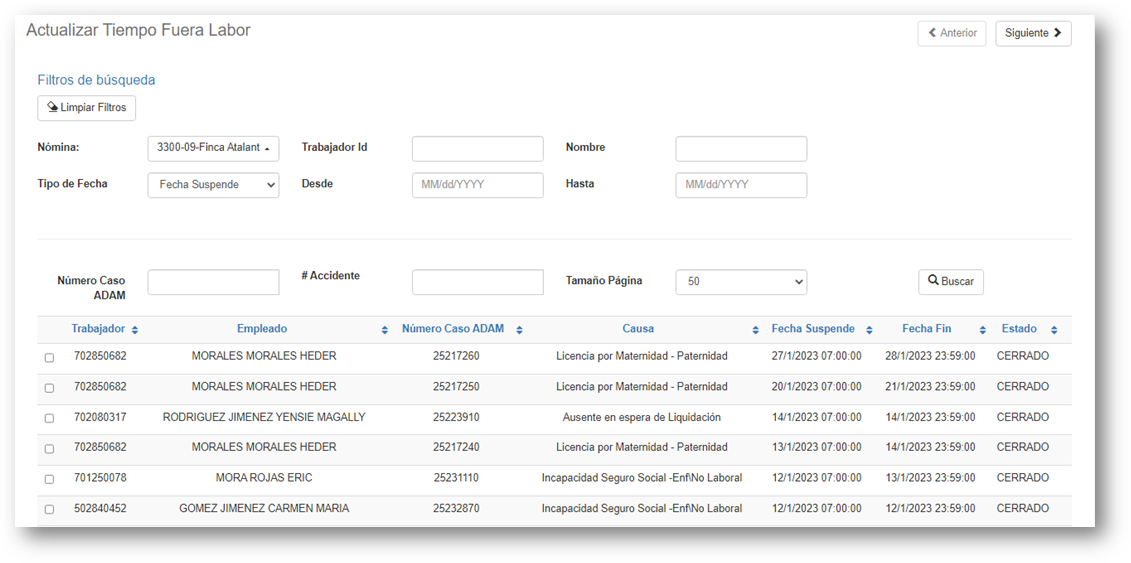 Actualizar Tiempo Fuera Labor
Anterior Siguiente
Filtros de búsqueda
Limpiar Filtros
Nómina: 3300-09-Finca Atalant Trabajador Id Nombre
Tipo de Fecha Fecha Suspende Desde MM/dd/YYYY Hasta MM/dd/YYYY
Número Caso ADAM # Accidente Tamaño Página 50 Buscar
Trabajador Empleado Número Caso ADAM Causa Fecha Suspende Fecha Fin Estado
702850682 MORALES MORALES HEDER 25217260 Licencia por Maternidad - Paternidad 27/1/2023 07:00:00 28/1/2023 23:59:00 CERRADO
702850682 MORALES MORALES HEDER 25217250 Licencia por Maternidad - Paternidad 20/1/2023 07:00:00 21/1/2023 23:59:00 CERRADO
702080317 RODRIGUEZ JIMENEZ YENSIE MAGALLY 25223910 Ausente en espera de Liquidación 14/1/2023 07:00:00 14/1/2023 23:59:00 CERRADO
702850682 MORALES MORALES HEDER 25217240 Licencia por Maternidad - Paternidad 13/1/2023 07:00:00 14/1/2023 23:59:00 CERRADO
701250078 MORA ROJAS ERIC 25231110 Incapacidad Seguro Social -Enf\No Laboral 12/1/2023 07:00:00 13/1/2023 23:59:00 CERRADO
502840452 GOMEZ JIMENEZ CARMEN MARIA 25232870 Incapacidad Seguro Social -Enf\No Laboral 12/1/2023 07:00:00 12/1/2023 23:59:00 CERRADO